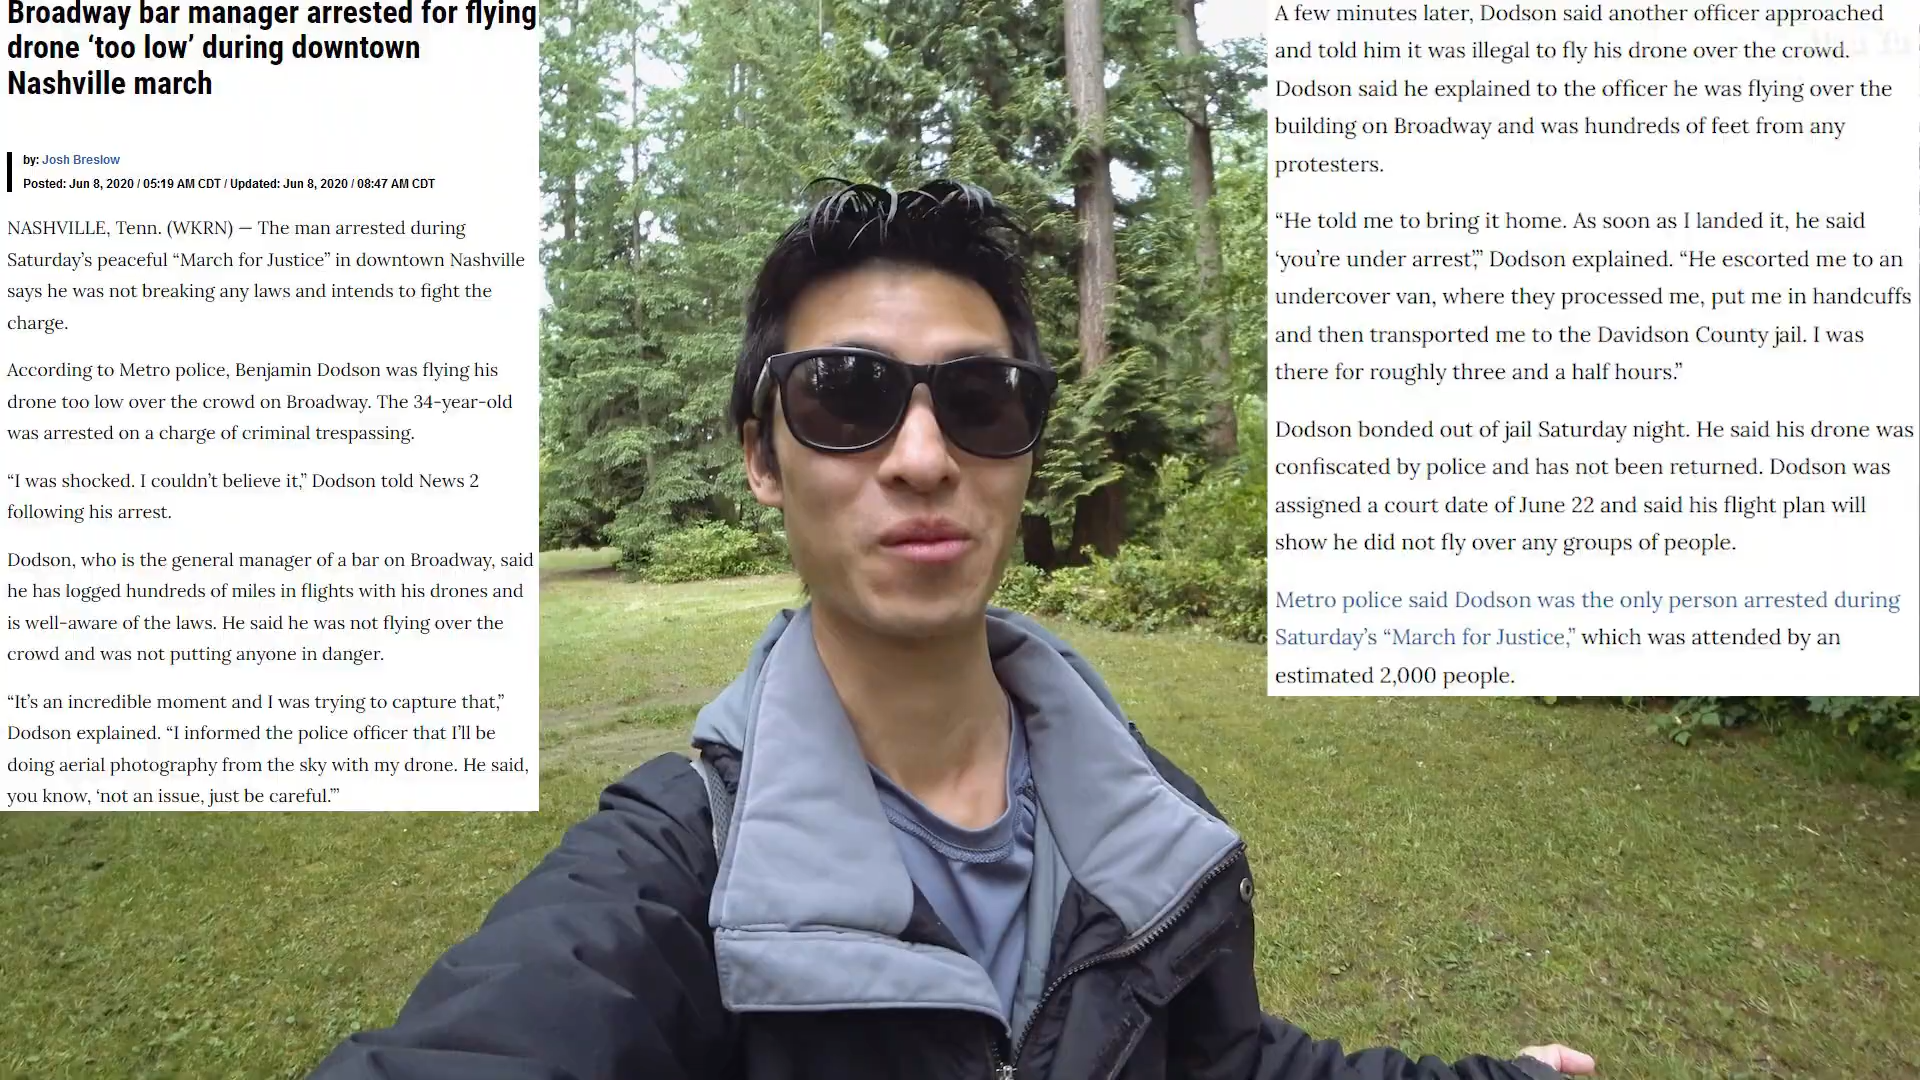 Broadway bar manager arrested for flying
drone ‘too low’ during downtown
Nashville march
by: Josh Breslow
Posted: Jun 8, 2020 / 05:19 AM CDT / Updated: Jun 8, 2020 / 08:47 AM CDT
NASHVILLE, Tenn. (WKRN) — The man arrested during
Saturday’s peaceful “March for Justice” in downtown Nashville
says he was not breaking any laws and intends to fight the
charge.
According to Metro police, Benjamin Dodson was flying his
drone too low over the crowd on Broadway. The 34-year-old
was arrested on a charge of criminal trespassing.
“I was shocked. I couldn’t believe it,” Dodson told News 2
following his arrest.
Dodson, who is the general manager of a bar on Broadway, said
he has logged hundreds of miles in flights with his drones and
is well-aware of the laws. He said he was not flying over the
crowd and was not putting anyone in danger.
“It’s an incredible moment and I was trying to capture that,”
Dodson explained. “I informed the police officer that I’ll be
doing aerial photography from the sky with my drone. He said,
you know, ‘not an issue, just be careful.’”
A few minutes later, Dodson said another officer approached
and told him it was illegal to fly his drone over the crowd.
Dodson said he explained to the officer he was flying over the
building on Broadway and was hundreds of feet from any
protesters.
“He told me to bring it home. As soon as I landed it, he said
‘you’re under arrest’,” Dodson explained. “He escorted me to an
undercover van, where they processed me, put me in handcuffs
and then transported me to the Davidson County jail. I was
there for roughly three and a half hours.”
Dodson bonded out of jail Saturday night. He said his drone was
confiscated by police and has not been returned. Dodson was
assigned a court date of June 22 and said his flight plan will
show he did not fly over any groups of people.
Metro police said Dodson was the only person arrested during
Saturday’s “March for Justice,” which was attended by an
estimated 2,000 people.